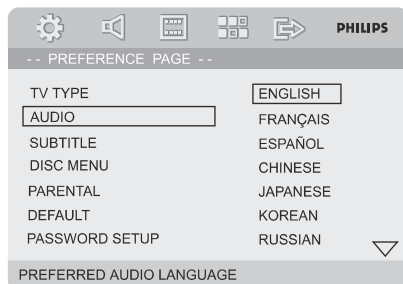 PHILIPS
-- PREFERENCE PAGE --
TV TYPE
AUDIO
SUBTITLE
DISC MENU
PARENTAL
DEFAULT
PASSWORD SETUP
ENGLISH
FRANÇAIS
ESPAÑOL
CHINESE
JAPANESE
KOREAN
RUSSIAN
PREFERRED AUDIO LANGUAGE